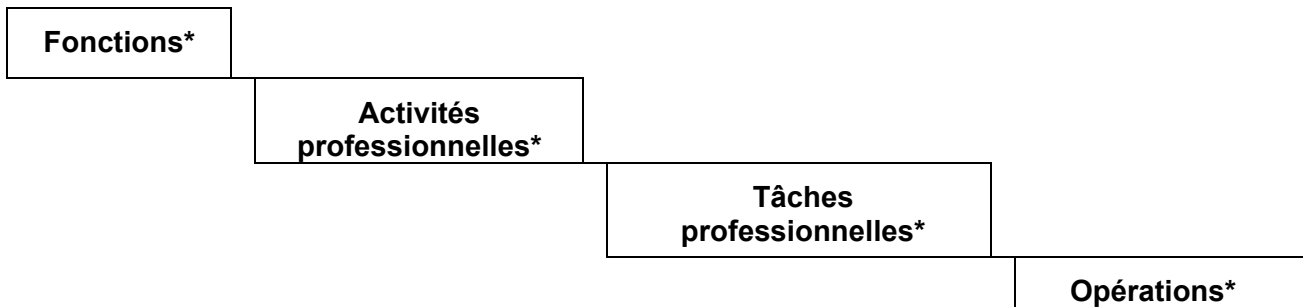 Fonctions*
Activités
professionnelles*
Tâches
professionnelles*
Opérations*